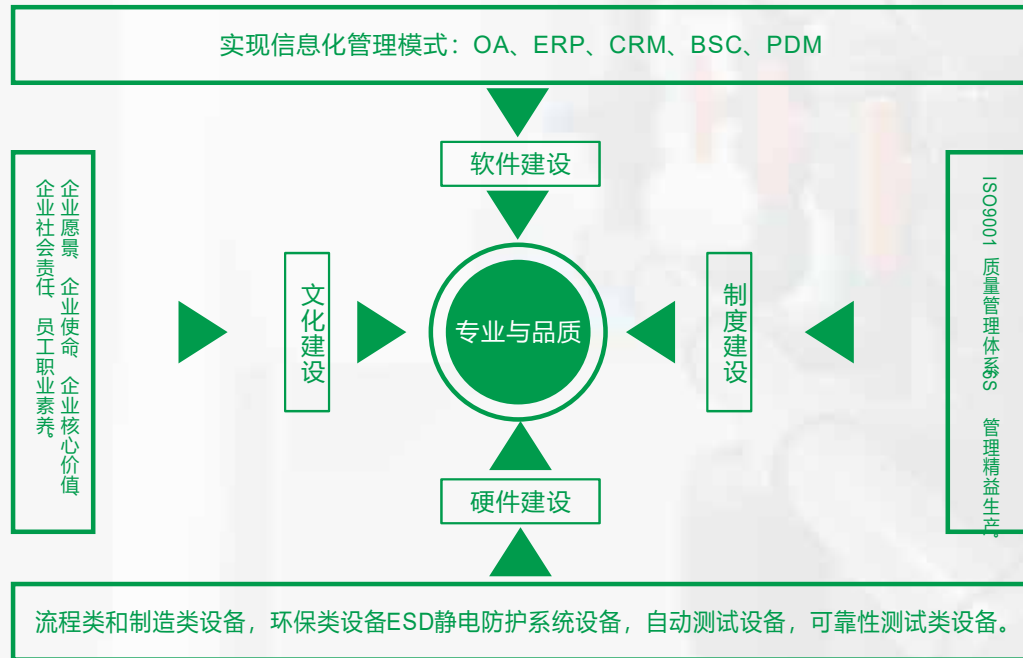 实现信息化管理模式：OA、ERP、CRM、BSC、PDM
软件建设
企业愿景、企业使命、企业核心价值、
企业社会责任、员工职业素养。
文化建设
专业与品质
制度建设
ISO9001 质量管理体系6S 管理精益生产。
硬件建设
流程类和制造类设备，环保类设备ESD静电防护系统设备，自动测试设备，可靠性测试类设备。